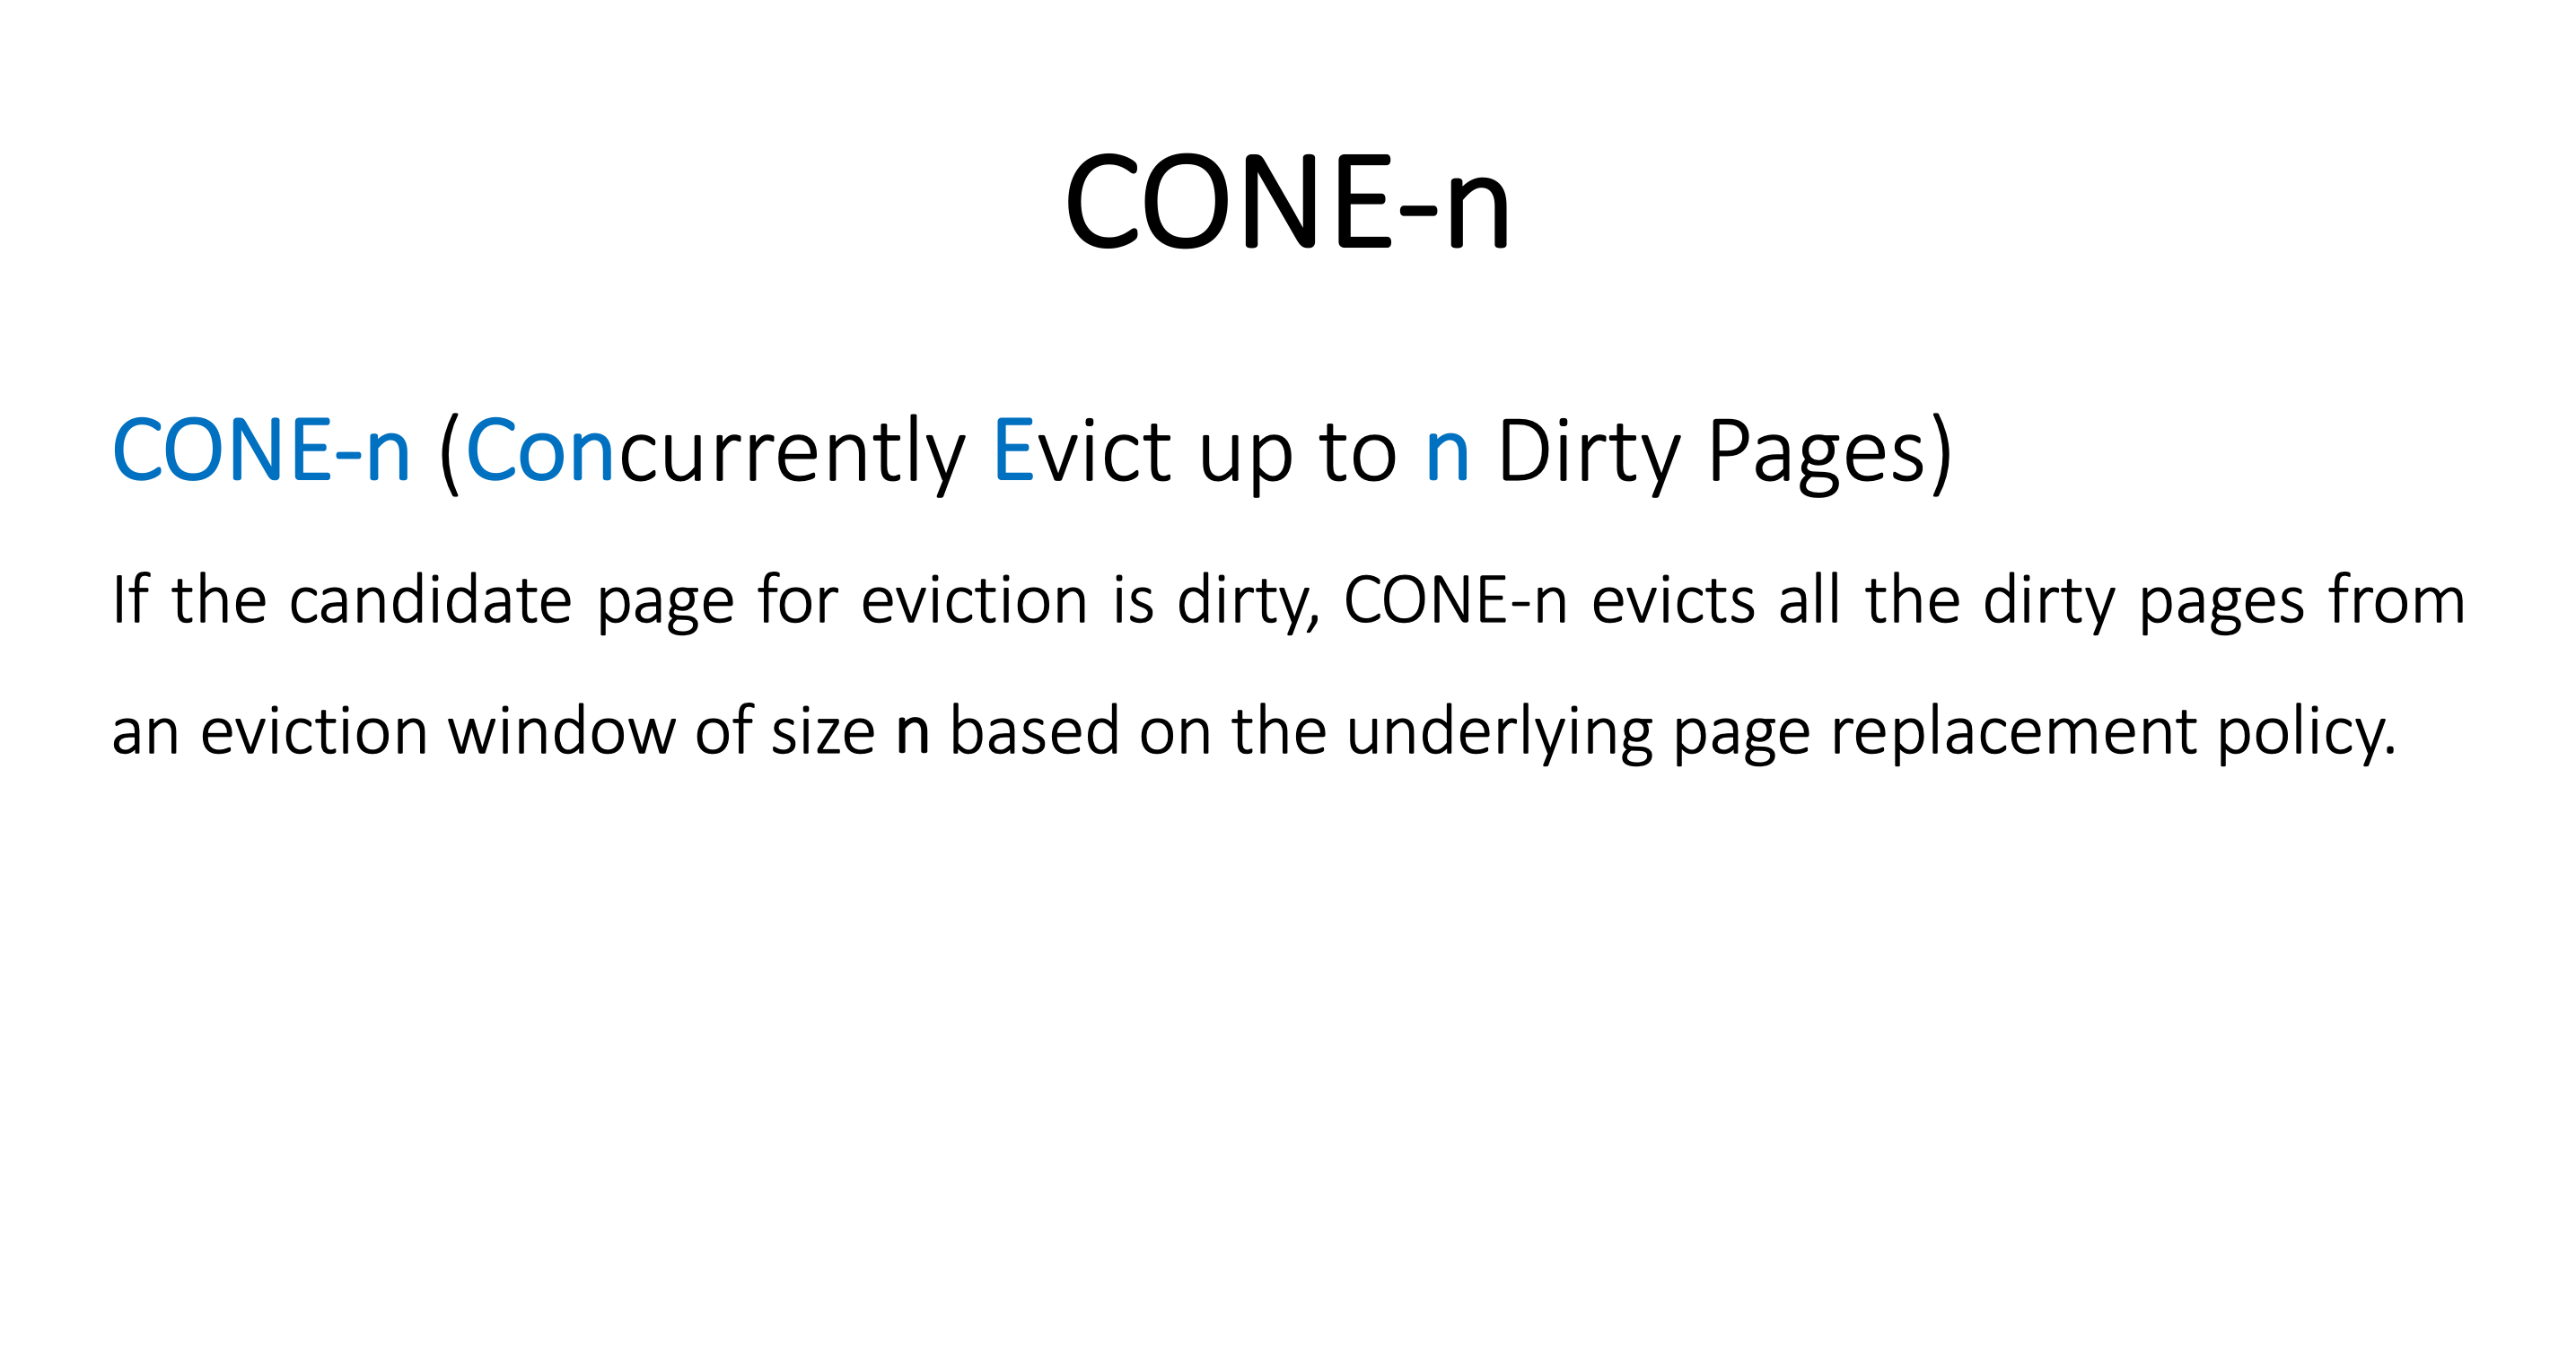 CONE-n
CONE-n (Concurrently Evict up to n Dirty Pages)
If the candidate page for eviction is dirty, CONE-n evicts all the dirty pages from
an eviction window of size n based on the underlying page replacement policy.